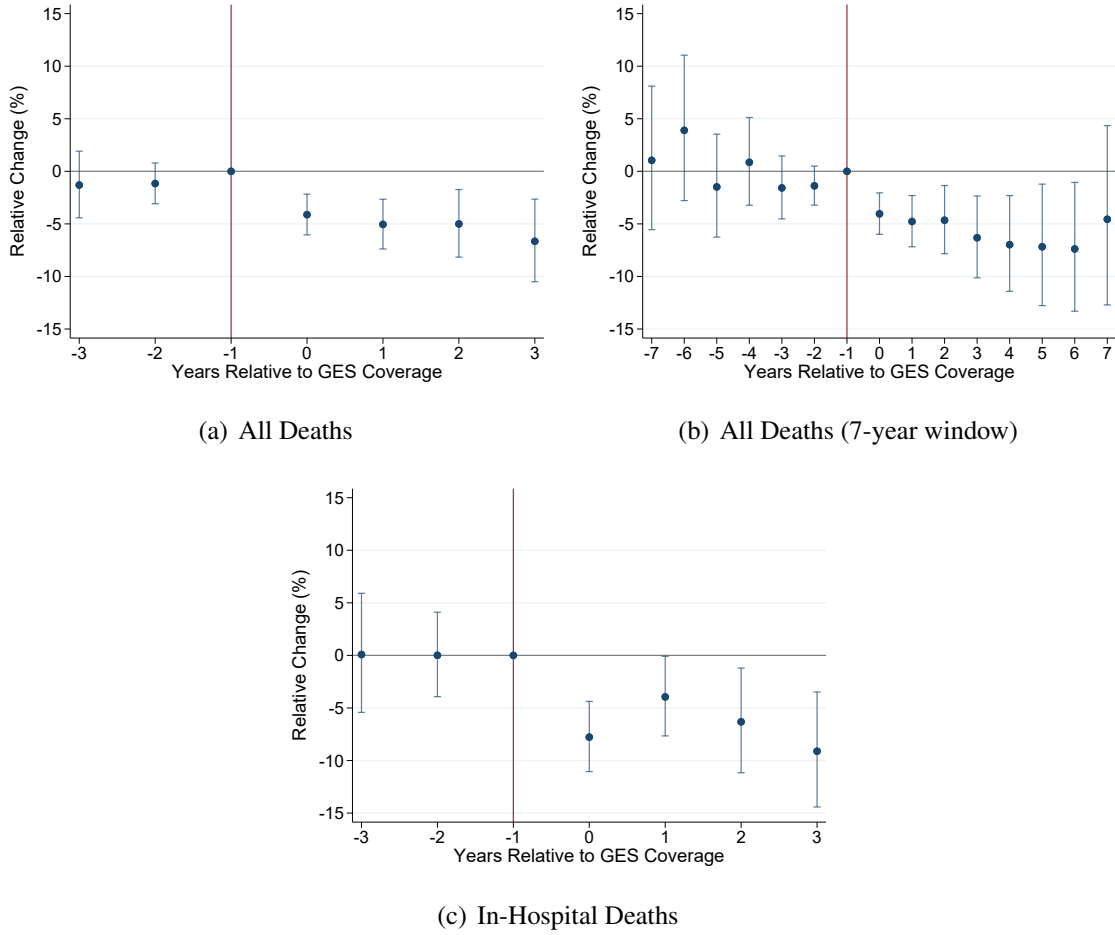 15
10
5
0
-5
-10
-15
Relative Change (%)
-3 -2 -1 0 1 2 3
Years Relative to GES Coverage
(a) All Deaths
15
10
5
0
-5
-10
-15
Relative Change (%)
-7 -6 -5 -4 -3 -2 -1 0 1 2 3 4 5 6 7
Years Relative to GES Coverage
(b) All Deaths (7-year window)
15
10
5
0
-5
-10
-15
Relative Change (%)
-3 -2 -1 0 1 2 3
Years Relative to GES Coverage
(c) In-Hospital Deaths